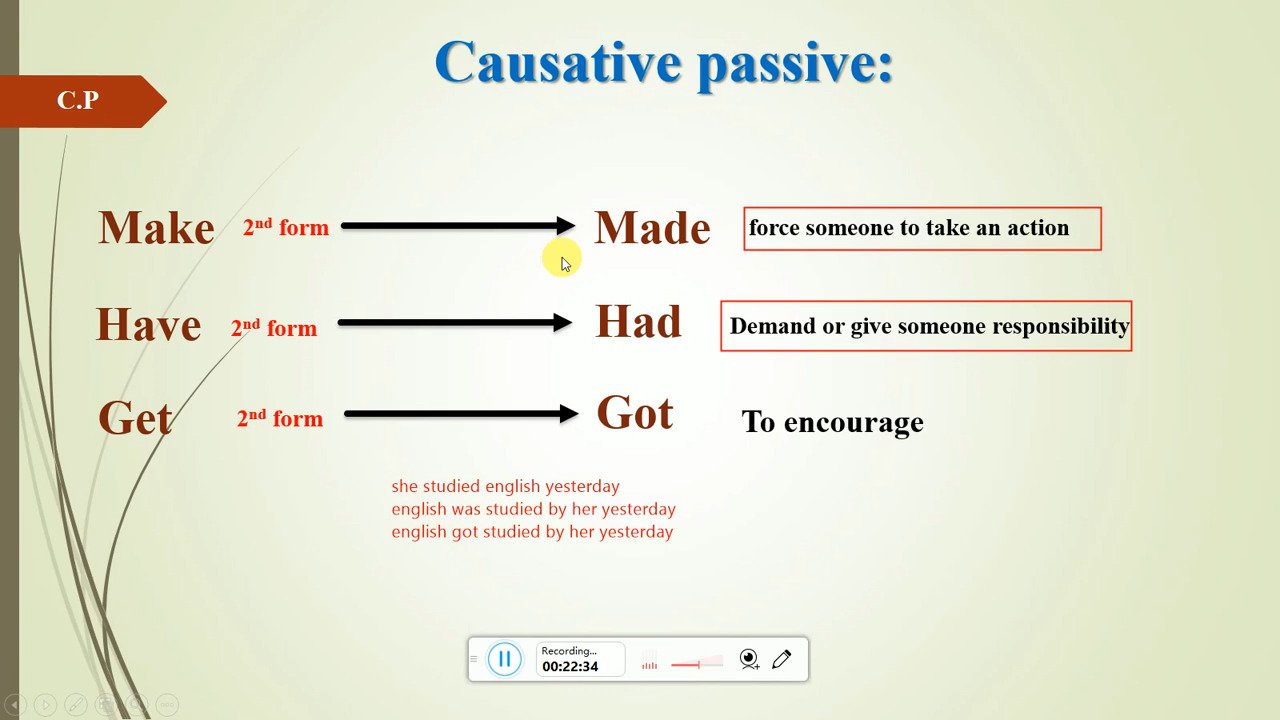 Causative passive:
C.P
Make 2nd form Made force someone to take an action
Have 2nd form Had Demand or give someone responsibility
Get 2nd form Got To encourage
she studied english yesterday
english was studied by her yesterday
english got studied by her yesterday
Recording...
00:22:34